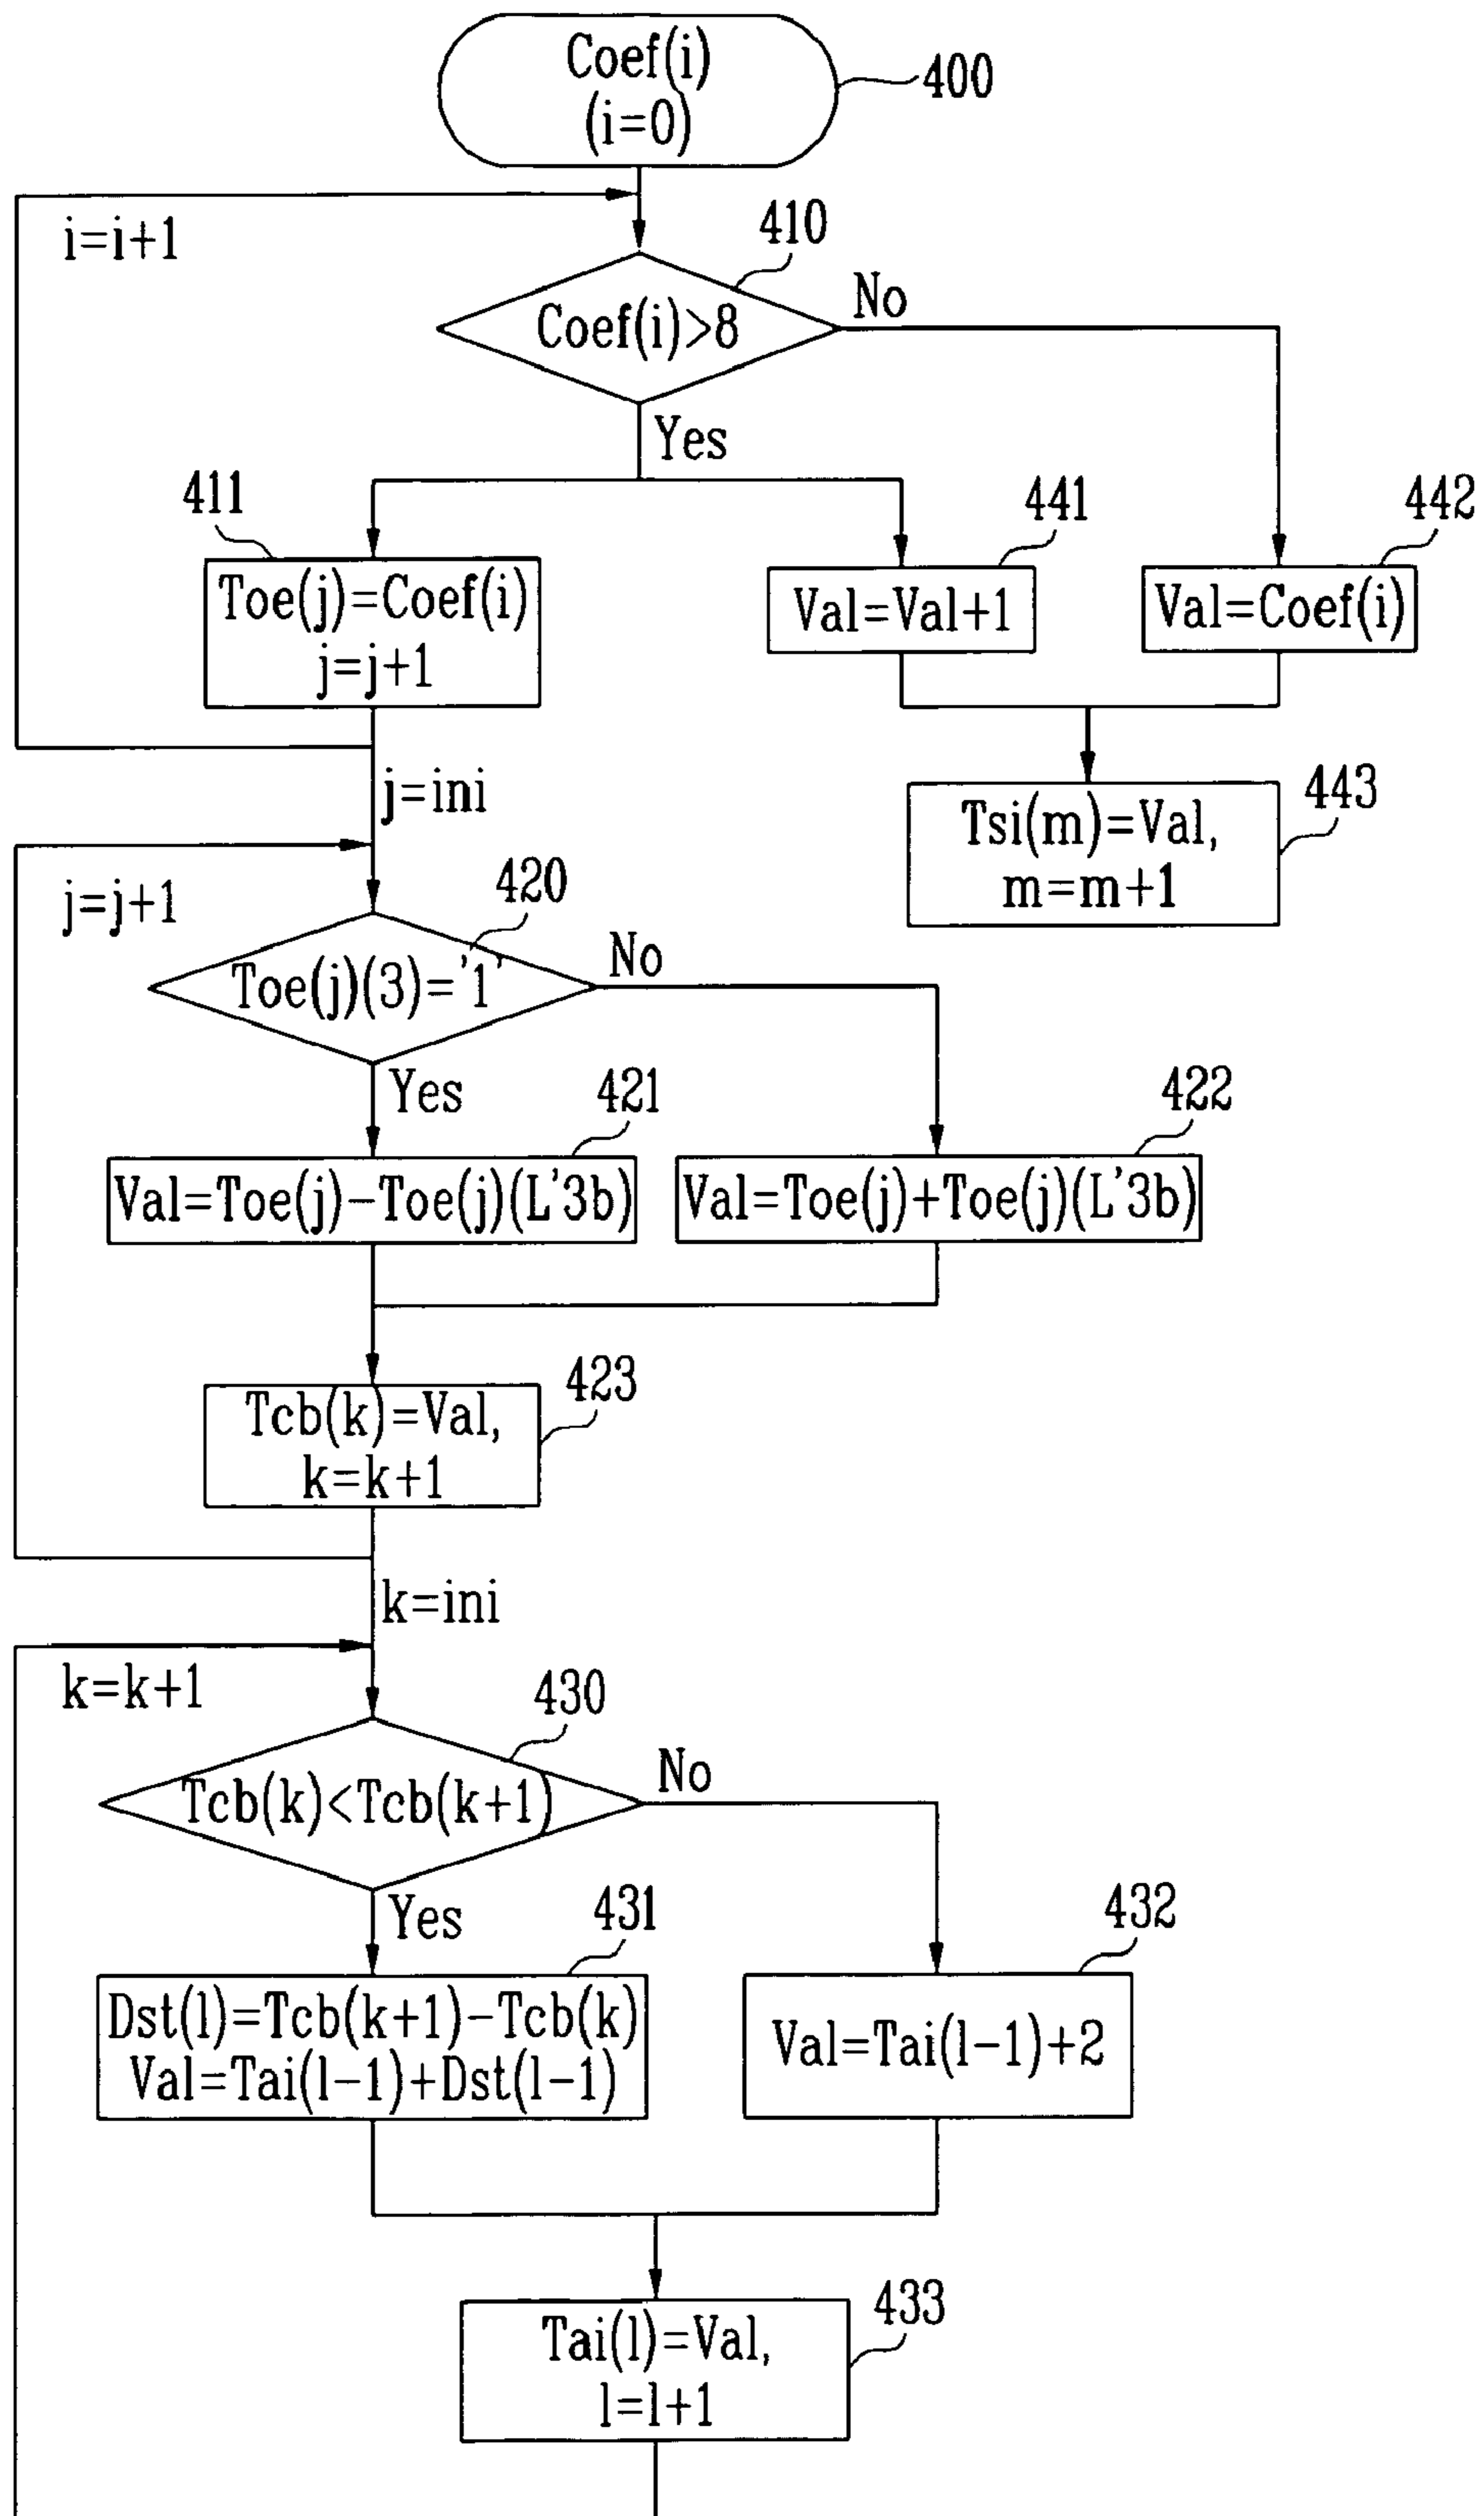 Coef(i)
(i=0)
400
i=i+1
410
Coef(i)>8
No
Yes
411
441
442
Toe(j)=Coef(i)
j=j+1
Val=Val+1
Val=Coef(i)
j=ini
443
Tsi(m)=Val,
m=m+1
j=j+1
420
Toe(j)(3)='1'
No
Yes
421
422
Val=Toe(j)-Toe(j)(L'3b)
Val=Toe(j)+Toe(j)(L'3b)
423
Tcb(k)=Val,
k=k+1
k=ini
k=k+1
430
Tcb(k)<Tcb(k+1)
No
Yes
431
432
Dst(l)=Tcb(k+1)-Tcb(k)
Val=Tai(l-1)+Dst(l-1)
Val=Tai(l-1)+2
433
Tai(l)=Val,
l=l+1